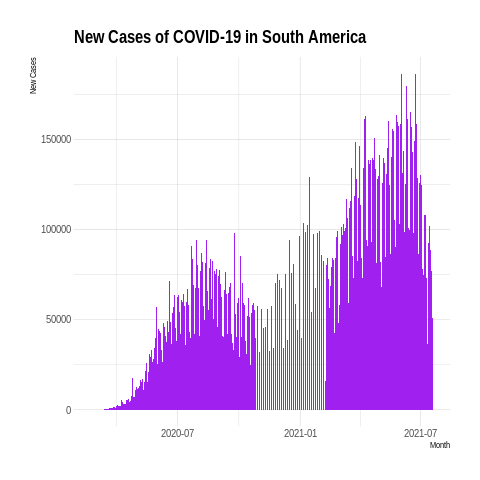 New Cases of COVID-19 in South America
New Cases
150000
100000
50000
0
2020-07
2021-01
2021-07
Month